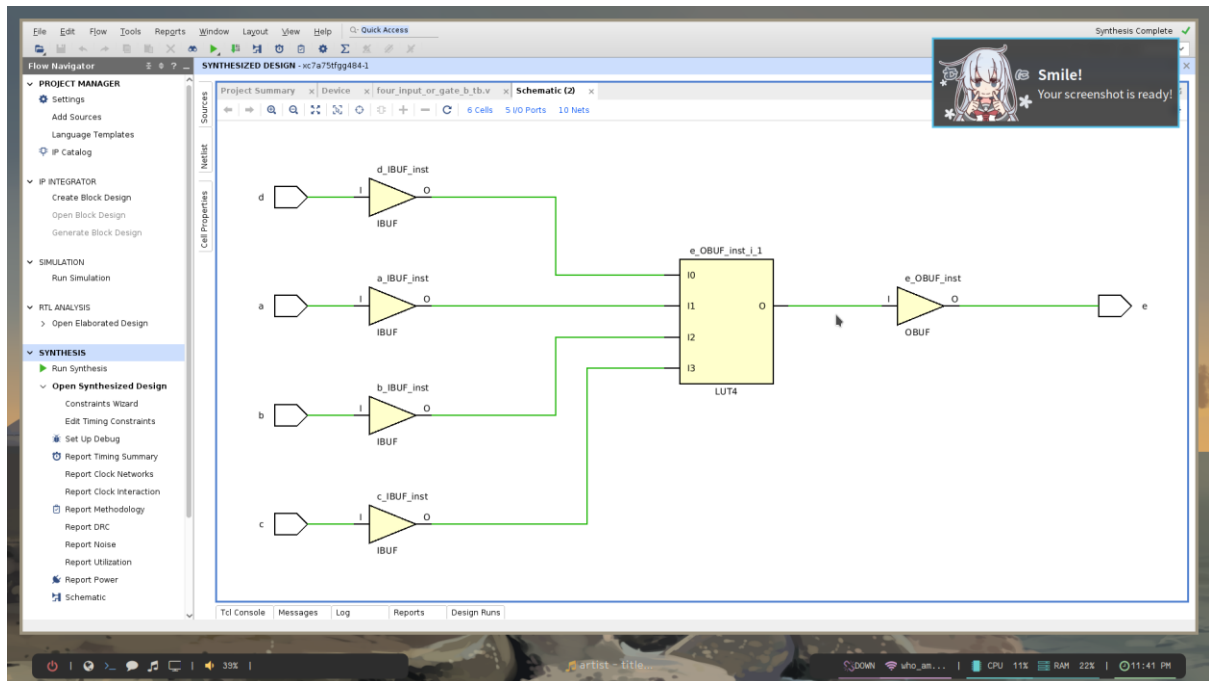 File Edit Flow Tools Reports Window Layout View Help Q- Quick Access Synthesis Complete
Flow Navigator
SYNTHESIZED DESIGN - xc7a75tfgg484-1
Smile!
Your screenshot is ready!
PROJECT MANAGER
Settings
Add Sources
Language Templates
IP Catalog
IP INTEGRATOR
Create Block Design
Open Block Design
Generate Block Design
SIMULATION
Run Simulation
RTL ANALYSIS
Open Elaborated Design
SYNTHESIS
Run Synthesis
Open Synthesized Design
Constraints Wizard
Edit Timing Constraints
Set Up Debug
Report Timing Summary
Report Clock Networks
Report Clock Interaction
Report Methodology
Report DRC
Report Noise
Report Utilization
Report Power
Schematic
Sources
Netlist
Cell Properties
Project Summary x Device x four_input_or_gate_b_tb.v x Schematic (2) x
6 Cells 5 I/O Ports 10 Nets
d_IBUF_inst
d I O
IBUF
a_IBUF_inst
a I O
IBUF
b_IBUF_inst
b I O
IBUF
c_IBUF_inst
c I O
IBUF
e_OBUF_inst_i_1
I0
I1 O
I2
I3
LUT4
e_OBUF_inst
I O e
OBUF
Tcl Console Messages Log Reports Design Runs
39% |
artist - title...
DOWN who_am... | CPU 11% RAM 22% | 11:41 PM